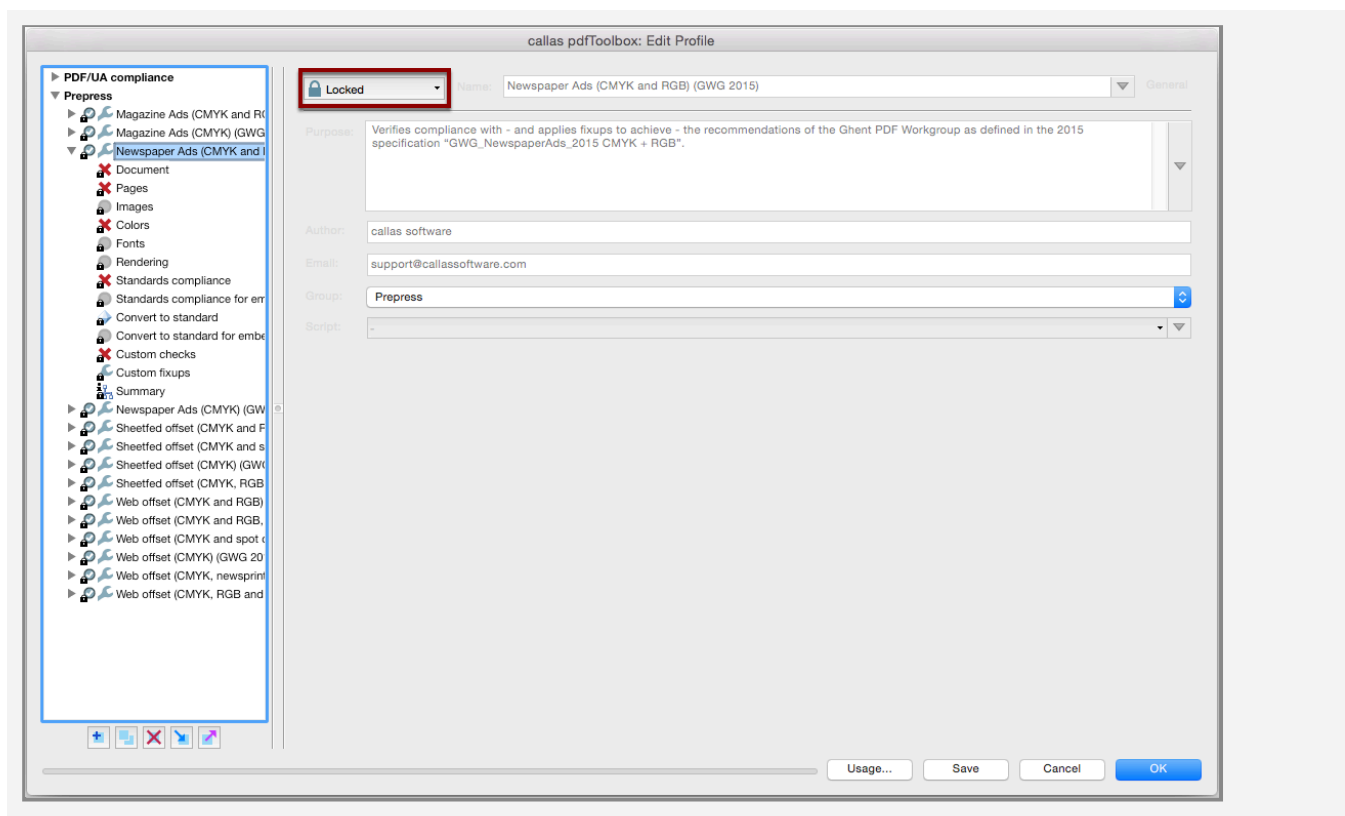 callas pdfToolbox: Edit Profile
PDF/UA compliance
Prepress
Magazine Ads (CMYK and RG
Magazine Ads (CMYK) (GWG
Newspaper Ads (CMYK and
Document
Pages
Images
Colors
Fonts
Rendering
Standards compliance
Standards compliance for em
Convert to standard
Convert to standard for embe
Custom checks
Custom fixups
Summary
Newspaper Ads (CMYK) (GW
Sheetfed offset (CMYK and
Sheetfed offset (CMYK and s
Sheetfed offset (CMYK) (GW
Sheetfed offset (CMYK, RGB
Web offset (CMYK and RGB)
Web offset (CMYK and RGB,
Web offset (CMYK and spot
Web offset (CMYK) (GWG 20
Web offset (CMYK, newsprint
Web offset (CMYK, RGB and
Locked
Name: Newspaper Ads (CMYK and RGB) (GWG 2015) General
Purpose: Verifies compliance with - and applies fixups to achieve - the recommendations of the Ghent PDF Workgroup as defined in the 2015
specification “GWG_NewspaperAds_2015 CMYK + RGB”.
Author: callas software
Email: support@callassoftware.com
Group: Prepress
Script: -
Usage... Save Cancel OK